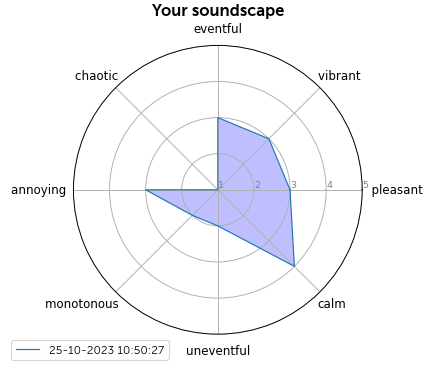 Your soundscape
eventful
chaotic
vibrant
annoying
1 2 3 4 5
pleasant
monotonous
calm
uneventful
25-10-2023 10:50:27